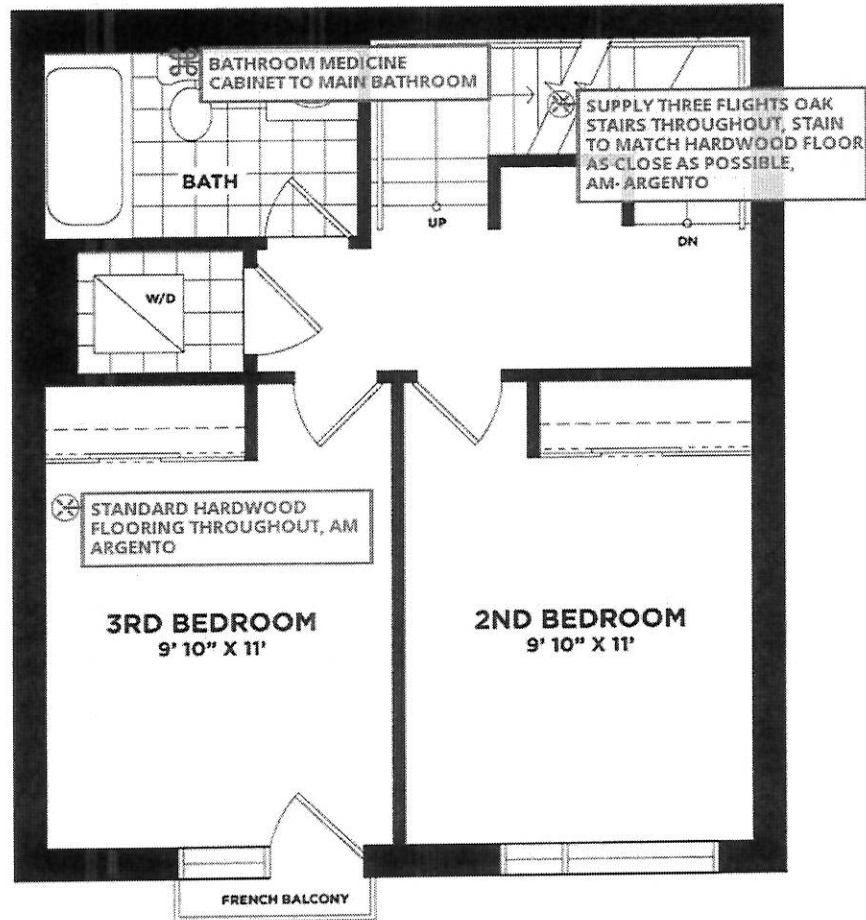 BATHROOM MEDICINE
CABINET TO MAIN BATHROOM
SUPPLY THREE FLIGHTS OAK
STAIRS THROUGHOUT, STAIN
TO MATCH HARDWOOD FLOOR
AS CLOSE AS POSSIBLE,
AM- ARGENTO
BATH
UP
DN
W/D
STANDARD HARDWOOD
FLOORING THROUGHOUT, AM
ARGENTO
3RD BEDROOM
9' 10" X 11'
2ND BEDROOM
9' 10" X 11'
FRENCH BALCONY